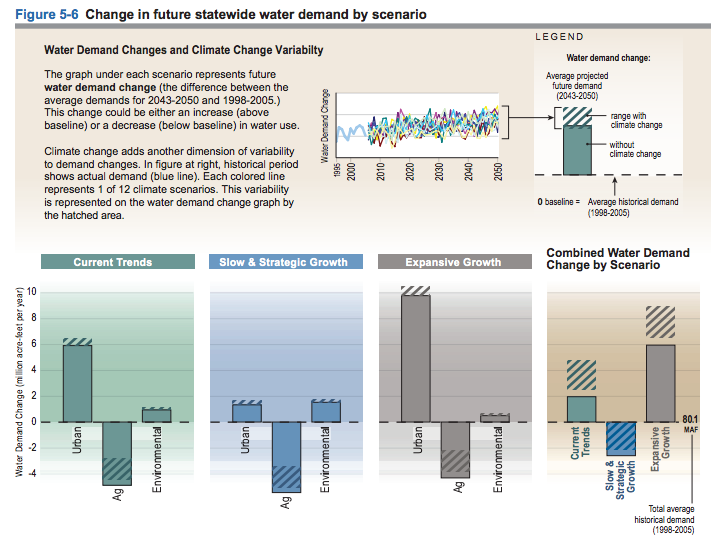 Figure 5-6 Change in future statewide water demand by scenario
Water Demand Changes and Climate Change Variabilty
The graph under each scenario represents future
water demand change (the difference between the
average demands for 2043-2050 and 1998-2005.)
This change could be either an increase (above
baseline) or a decrease (below baseline) in water use.
Climate change adds another dimension of variability
to demand changes. In figure at right, historical period
shows actual demand (blue line). Each colored line
represents 1 of 12 climate scenarios. This variability
is represented on the water demand change graph by
the hatched area.
Water Demand Change
1995
2000
2010
2020
2030
2040
2050
LEGEND
Water demand change:
Average projected
future demand
(2043-2050)
range with
climate change
without
climate change
0 baseline = Average historical demand
(1998-2005)
Current Trends
Slow & Strategic Growth
Expansive Growth
Combined Water Demand
Change by Scenario
Water Demand Change (million acre-feet per year)
10
8
6
4
2
0
-2
-4
Urban
Ag
Environmental
Urban
Ag
Environmental
Urban
Ag
Environmental
Current
Trends
Slow &
Strategic
Growth
Expansive
Growth
80.1
MAF
Total average
historical demand
(1998-2005)